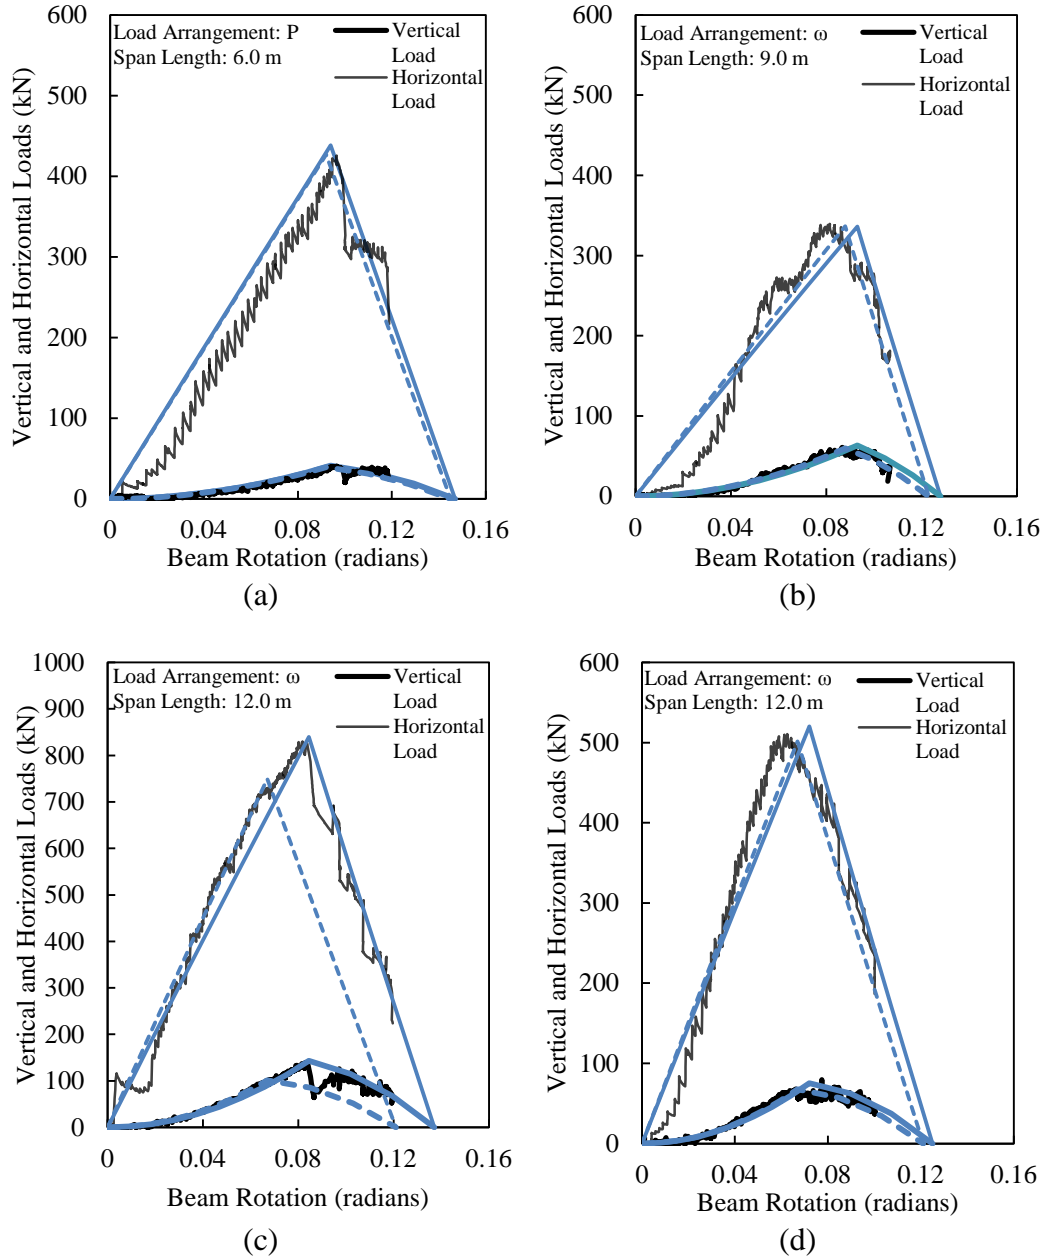 Vertical and Horizontal Loads (kN)
600
500
400
300
200
100
0
Load Arrangement: P
Span Length: 6.0 m
Vertical
Load
Horizontal
Load
0 0.04 0.08 0.12 0.16
Beam Rotation (radians)
(a)
Vertical and Horizontal Loads (kN)
600
500
400
300
200
100
0
Load Arrangement: ω
Span Length: 9.0 m
Vertical
Load
Horizontal
Load
0 0.04 0.08 0.12 0.16
Beam Rotation (radians)
(b)
Vertical and Horizontal Loads (kN)
1000
900
800
700
600
500
400
300
200
100
0
Load Arrangement: ω
Span Length: 12.0 m
Vertical
Load
Horizontal
Load
0 0.04 0.08 0.12 0.16
Beam Rotation (radians)
(c)
Vertical and Horizontal Loads (kN)
600
500
400
300
200
100
0
Load Arrangement: ω
Span Length: 12.0 m
Vertical
Load
Horizontal
Load
0 0.04 0.08 0.12 0.16
Beam Rotation (radians)
(d)